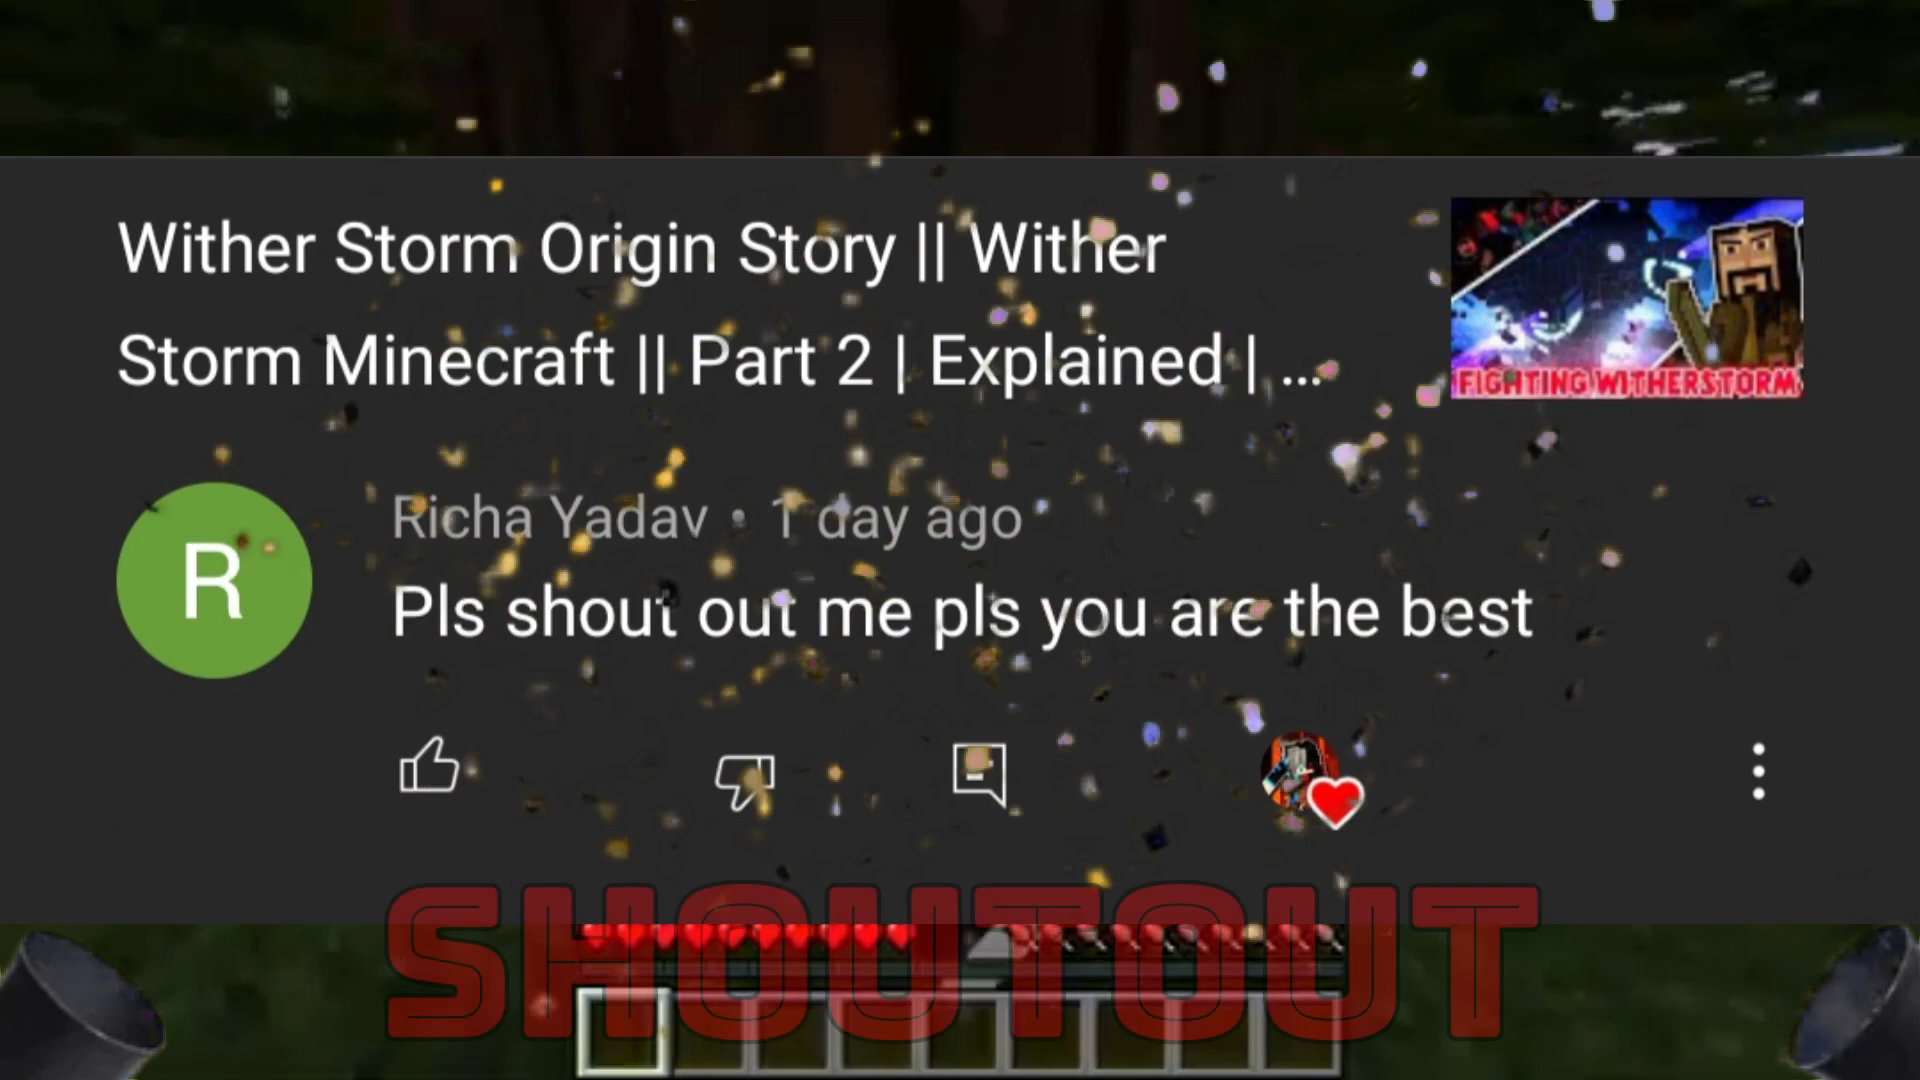 Wither Storm Origin Story || Wither
Storm Minecraft || Part 2 | Explained | ...
FIGHTING WITHERSTORM
R
Richa Yadav • 1 day ago
Pls shout out me pls you are the best
SHOUTOUT